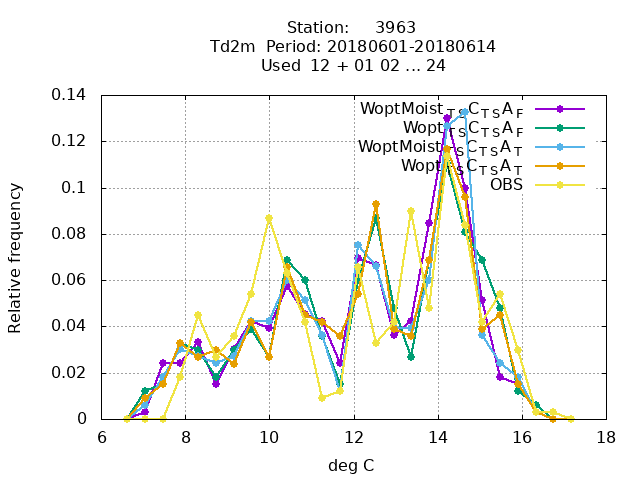 Station: 3963
Td2m Period: 20180601-20180614
Used 12 + 01 02 ... 24
0.14
0.12
0.1
0.08
0.06
0.04
0.02
0
Relative frequency
WoptMoist_TS C_TS A_F
Wopt_TS C_TS A_F
WoptMoist_TS C_TS A_T
Wopt_TS C_TS A_T
OBS
6 8 10 12 14 16 18
deg C